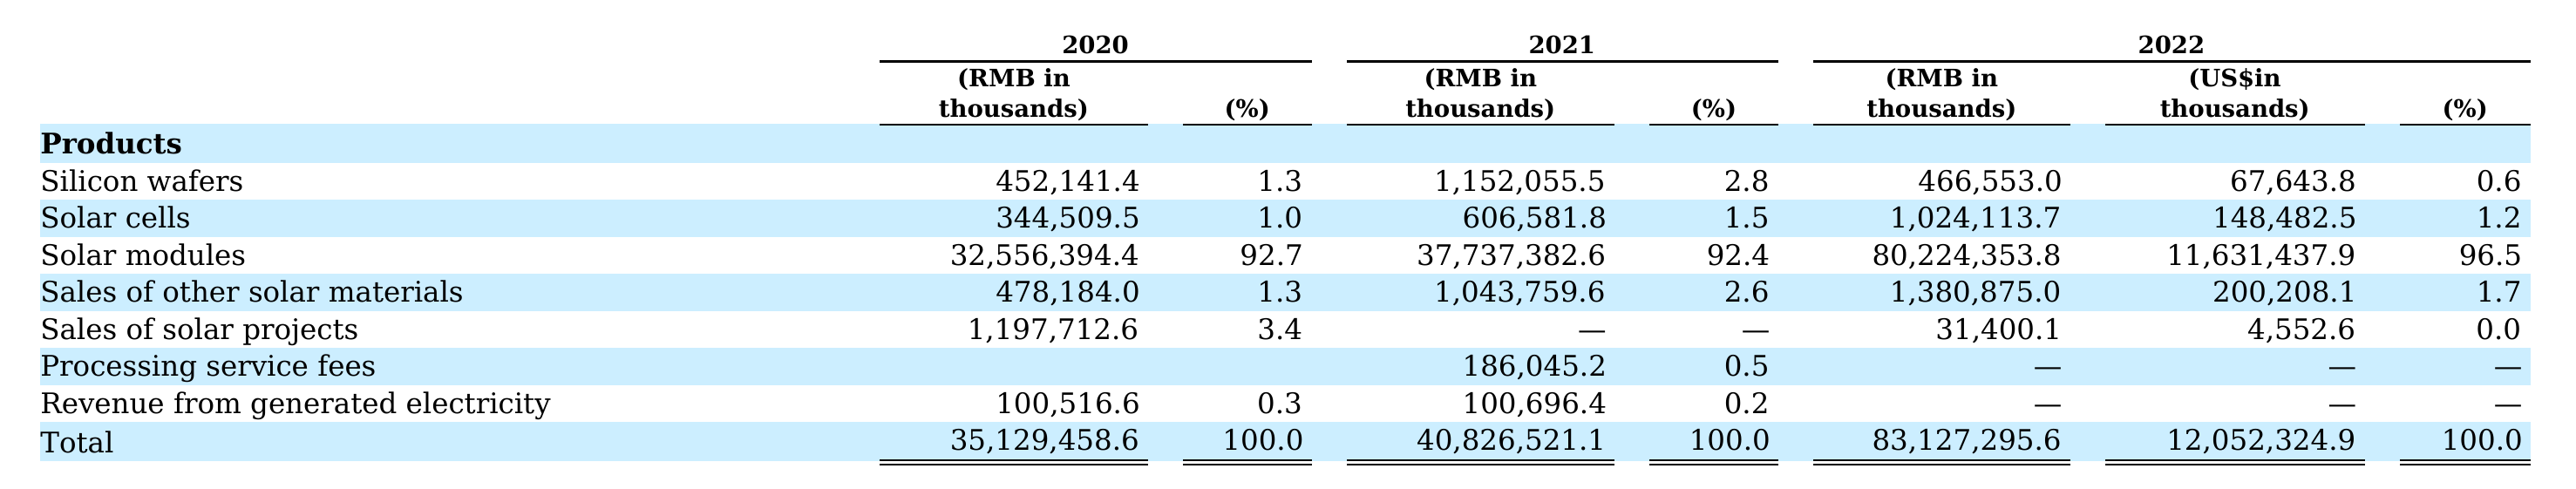 2020 2021 2022
(RMB in (RMB in (RMB in (US$in
thousands) (%) thousands) (%) thousands) thousands) (%)
Products
Silicon wafers 452,141.4 1.3 1,152,055.5 2.8 466,553.0 67,643.8 0.6
Solar cells 344,509.5 1.0 606,581.8 1.5 1,024,113.7 148,482.5 1.2
Solar modules 32,556,394.4 92.7 37,737,382.6 92.4 80,224,353.8 11,631,437.9 96.5
Sales of other solar materials 478,184.0 1.3 1,043,759.6 2.6 1,380,875.0 200,208.1 1.7
Sales of solar projects 1,197,712.6 3.4 — — 31,400.1 4,552.6 0.0
Processing service fees 186,045.2 0.5 — — —
Revenue from generated electricity 100,516.6 0.3 100,696.4 0.2 — — —
Total 35,129,458.6 100.0 40,826,521.1 100.0 83,127,295.6 12,052,324.9 100.0